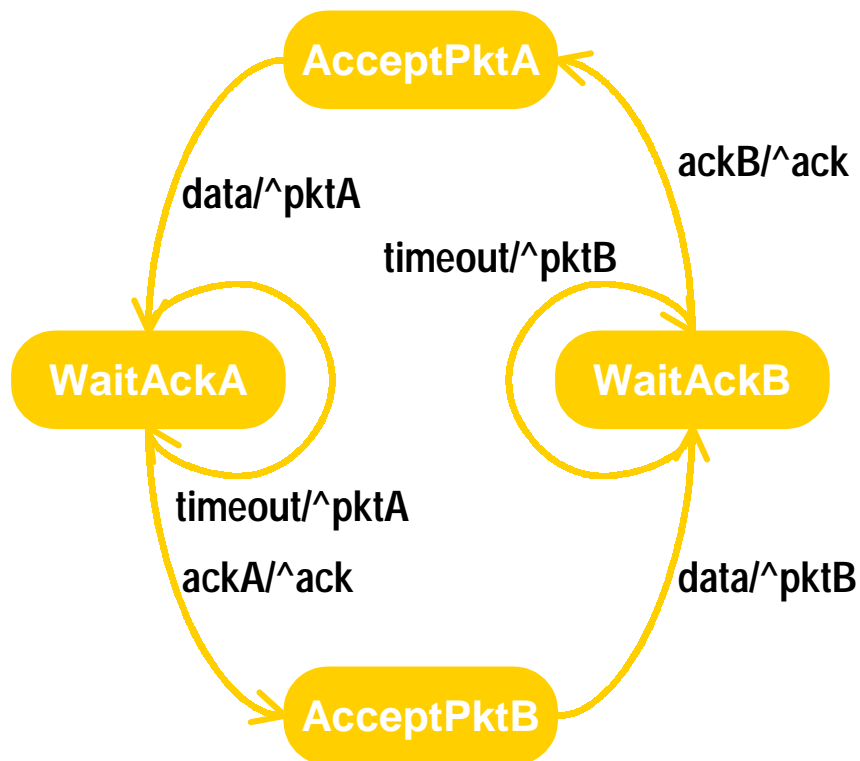 AcceptPktA
ackB/^ack
data/^pktA
timeout/^pktB
WaitAckA
WaitAckB
timeout/^pktA
ackA/^ack
data/^pktB
AcceptPktB